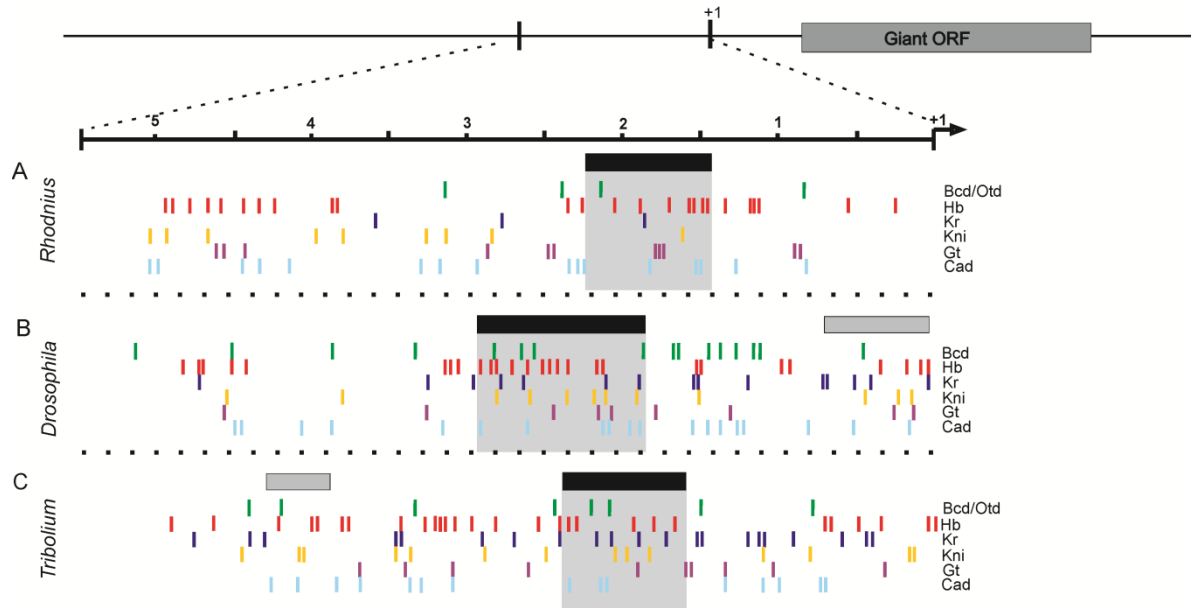 +1
Giant ORF
5 4 3 2 1 +1
A
Rhodnius
Bcd/Otd
Hb
Kr
Kni
Gt
Cad
B
Drosophila
Bcd
Hb
Kr
Kni
Gt
Cad
C
Tribolium
Bcd/Otd
Hb
Kr
Kni
Gt
Cad